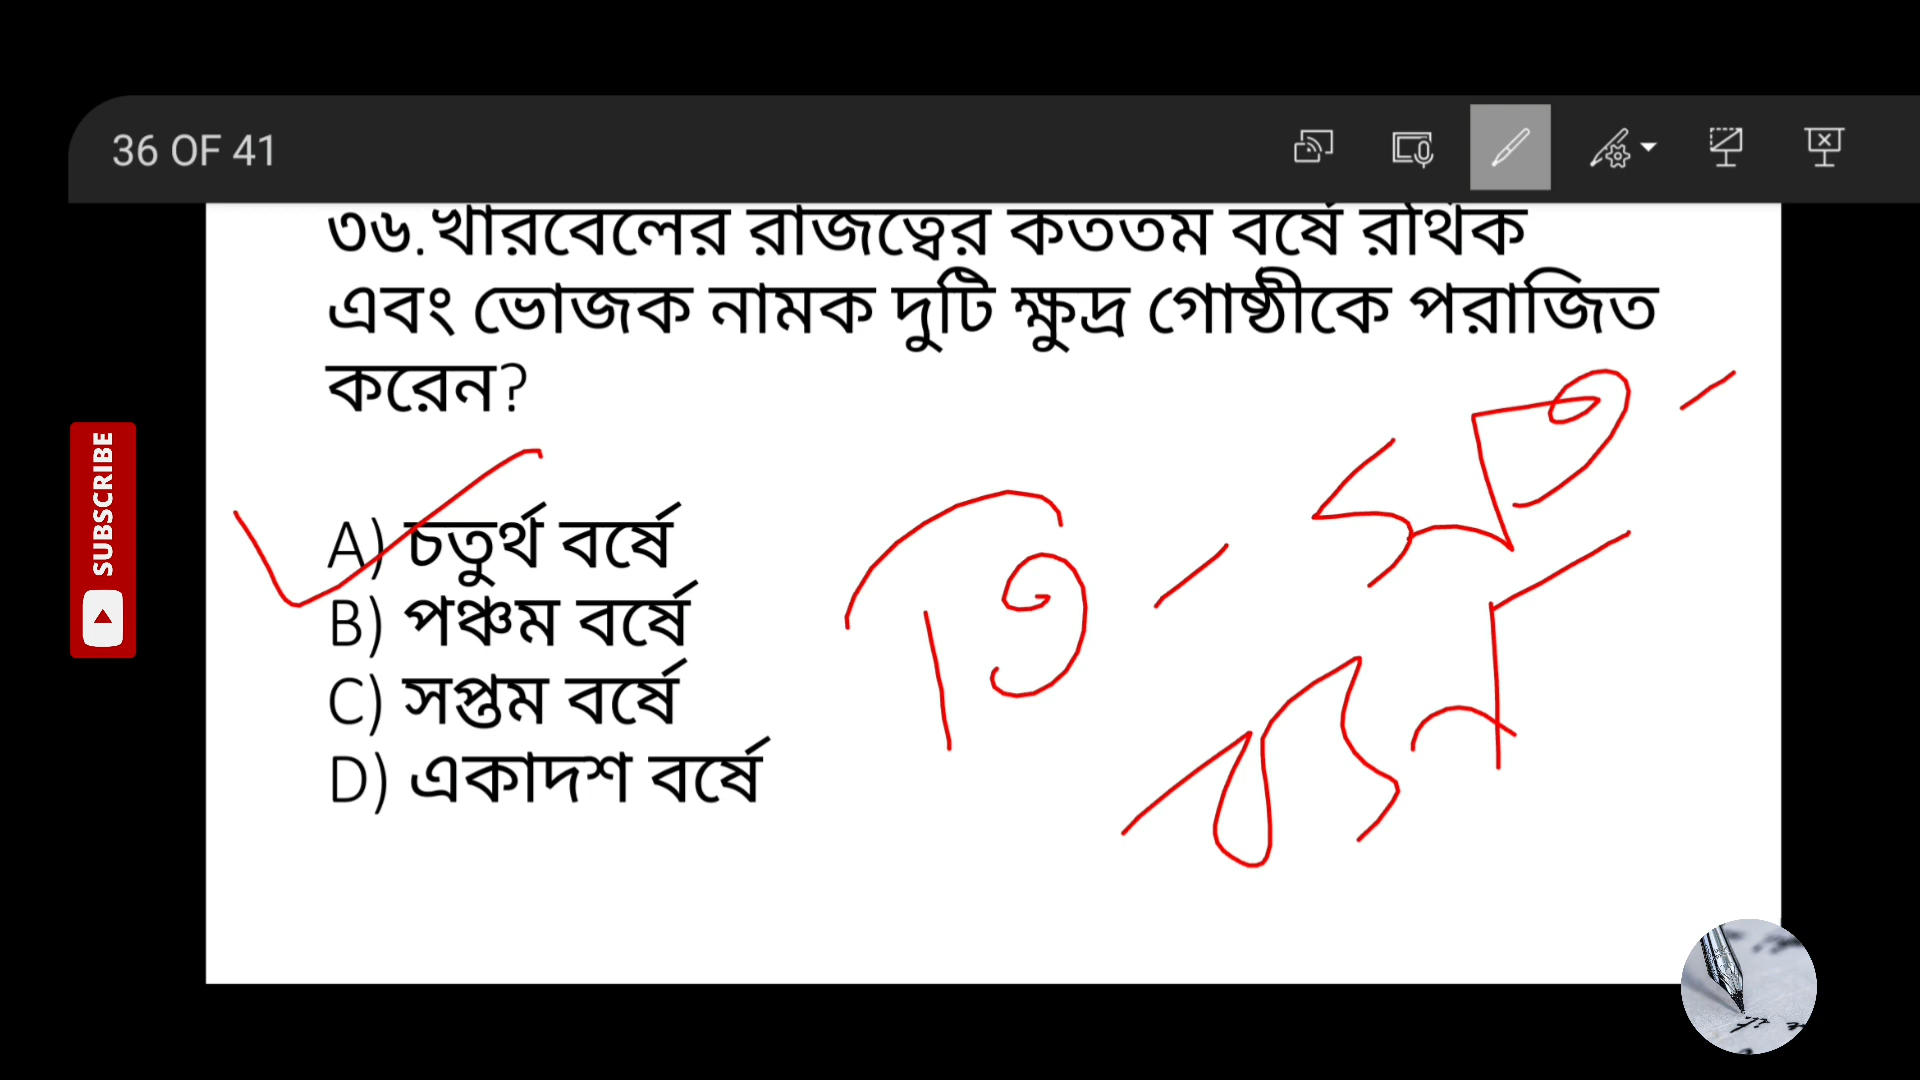 36 OF 41
৩৬.খারবেলের রাজত্বের কততম বর্ষে রথিক
এবং ভোজক নামক দুটি ক্ষুদ্র গোষ্ঠীকে পরাজিত
করেন?
A) চতুর্থ বর্ষে
B) পঞ্চম বর্ষে
C) সপ্তম বর্ষে
D) একাদশ বর্ষে
SUBSCRIBE